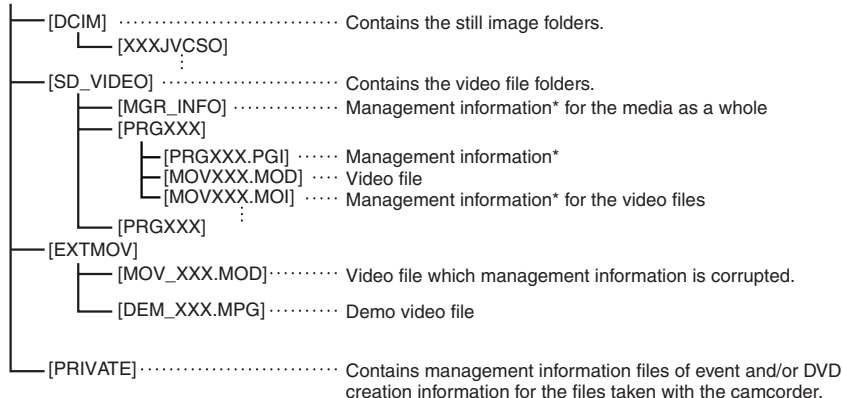 [DCIM] Contains the still image folders.
[XXXJVCSO]
[SD_VIDEO] Contains the video file folders.
[MGR_INFO] Management information* for the media as a whole
[PRGXXX]
[PRGXXX.PGI] Management information*
[MOVXXX.MOD] Video file
[MOVXXX.MOI] Management information* for the video files
[PRGXXX]
[EXTMOV]
[MOV_XXX.MOD] Video file which management information is corrupted.
[DEM_XXX.MPG] Demo video file
[PRIVATE] Contains management information files of event and/or DVD
creation information for the files taken with the camcorder.